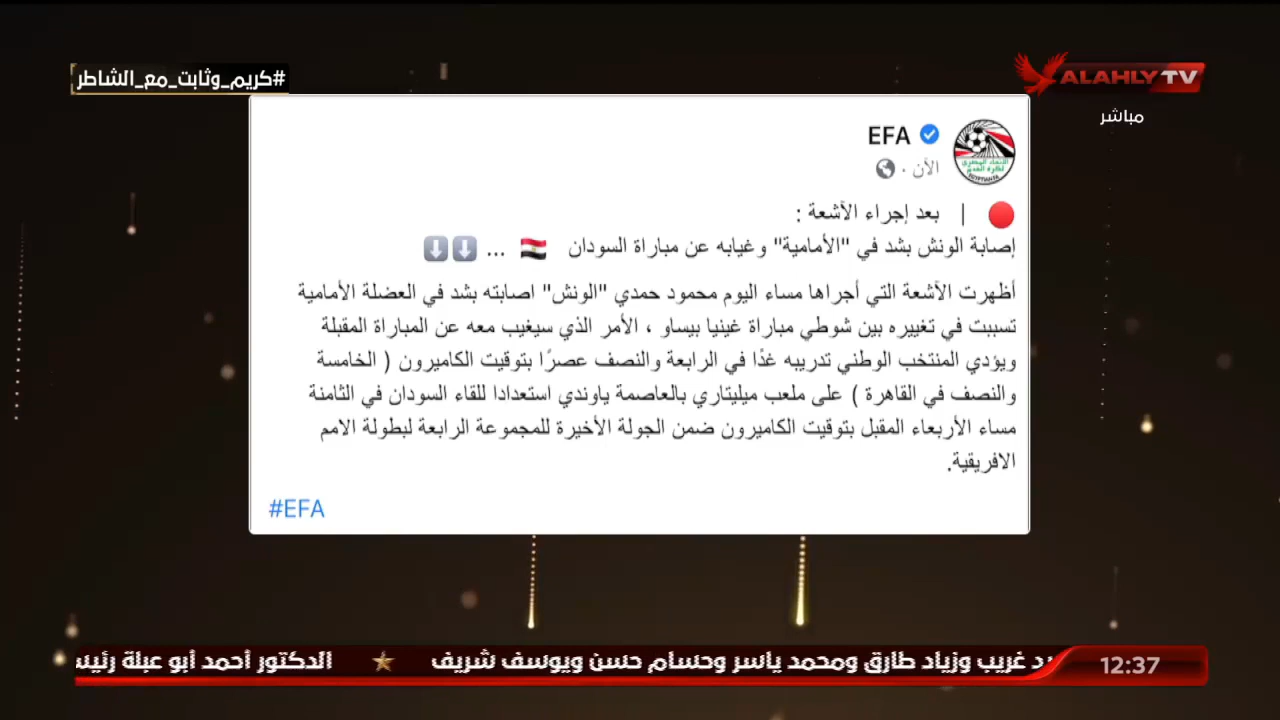 #كريم_وثابت_مع_الشاطر
ALAHLY TV
مباشر
EFA
الأن
🔴 | بعد إجراء الأشعة :
إصابة الونش بشد في "الأمامية" وغيابه عن مباراة السودان 🇪🇬 ... ⬇️⬇️
أظهرت الأشعة التي أجراها مساء اليوم محمود حمدي "الونش" اصابته بشد في العضلة الأمامية
تسببت في تغييره بين شوطي مباراة غينيا بيساو ، الأمر الذي سيغيب معه عن المباراة المقبلة
ويؤدي المنتخب الوطني تدريبه غدًا في الرابعة والنصف عصرًا بتوقيت الكاميرون ( الخامسة
والنصف في القاهرة ) على ملعب ميليتاري بالعاصمة ياوندي استعدادا للقاء السودان في الثامنة
مساء الأربعاء المقبل بتوقيت الكاميرون ضمن الجولة الأخيرة للمجموعة الرابعة لبطولة الامم
الافريقية.
#EFA
غريب وزياد طارق ومحمد ياسر وحسام حسن ويوسف شريف ★ الدكتور أحمد أبو عبلة
12:37